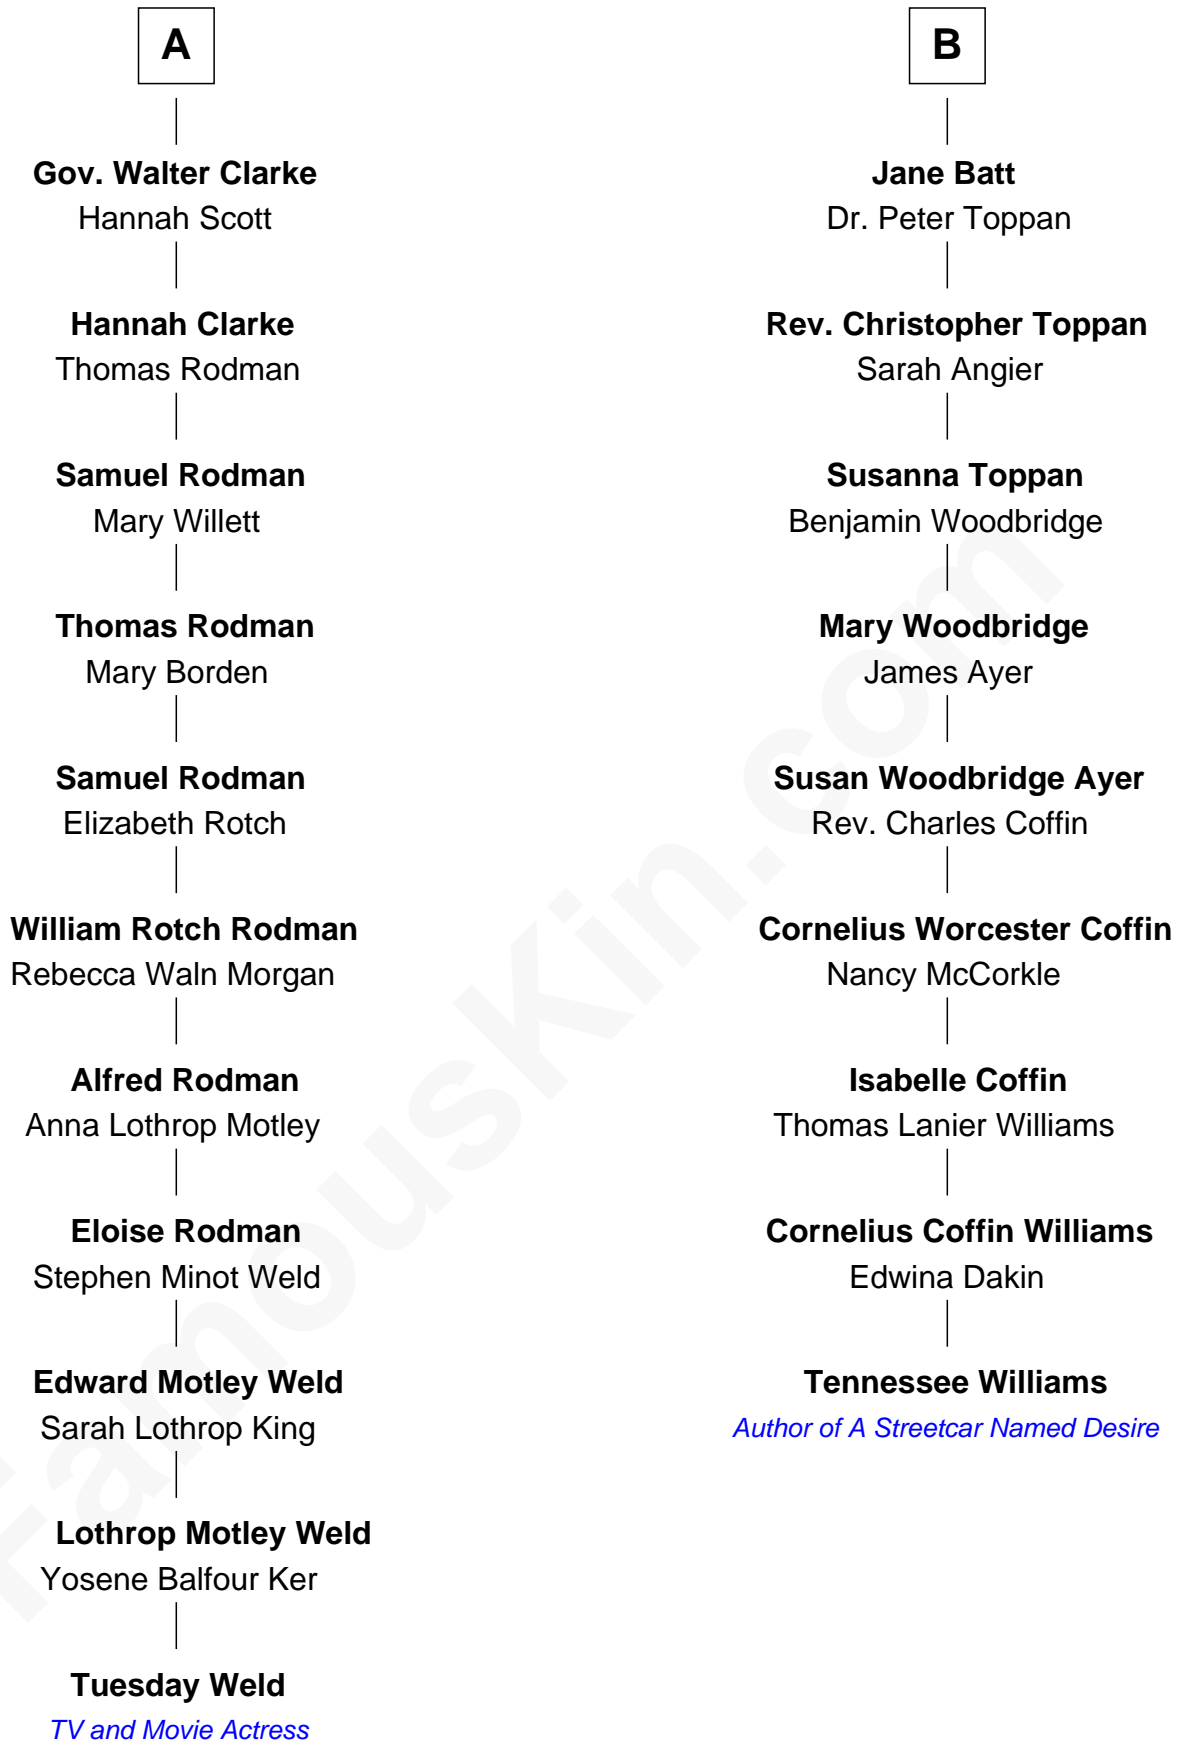 A
Gov. Walter Clarke
Hannah Scott
Hannah Clarke
Thomas Rodman
Samuel Rodman
Mary Willett
Thomas Rodman
Mary Borden
Samuel Rodman
Elizabeth Rotch
William Rotch Rodman
Rebecca Waln Morgan
Alfred Rodman
Anna Lothrop Motley
Eloise Rodman
Stephen Minot Weld
Edward Motley Weld
Sarah Lothrop King
Lothrop Motley Weld
Yosene Balfour Ker
Tuesday Weld
TV and Movie Actress
B
Jane Batt
Dr. Peter Toppan
Rev. Christopher Toppan
Sarah Angier
Susanna Toppan
Benjamin Woodbridge
Mary Woodbridge
James Ayer
Susan Woodbridge Ayer
Rev. Charles Coffin
Cornelius Worcester Coffin
Nancy McCorkle
Isabelle Coffin
Thomas Lanier Williams
Cornelius Coffin Williams
Edwina Dakin
Tennessee Williams
Author of A Streetcar Named Desire
FamousKin.com